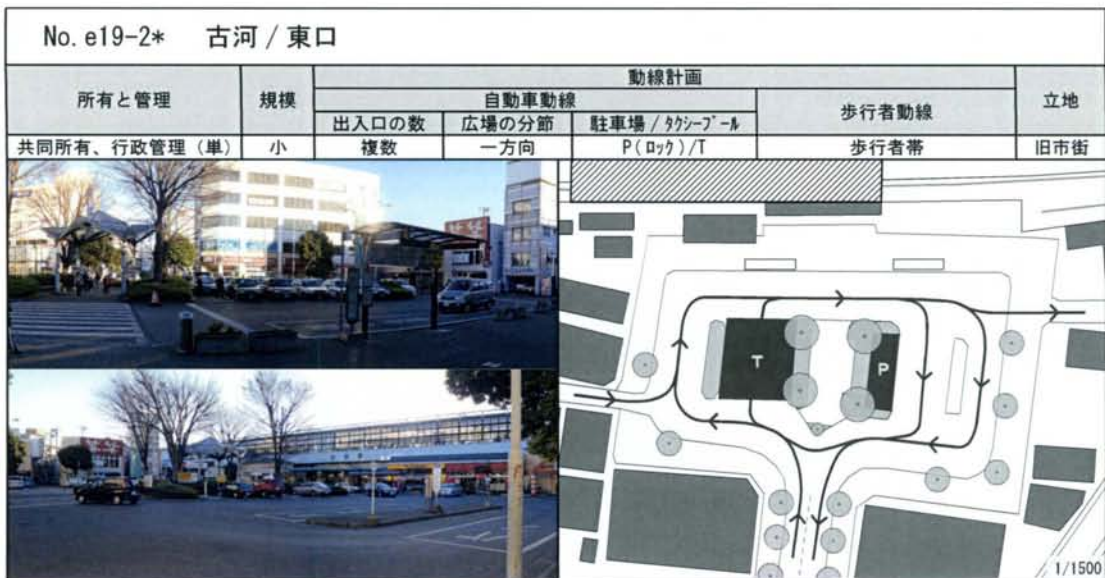 No. e19-2* 古河 / 東口
所有と管理 規模 動線計画 立地
自動車動線 歩行者動線
出入口の数 広場の分節 駐車場 / タクシープール
共同所有、行政管理 (単) 小 複数 一方向 P(ロック)/T 歩行者帯 旧市街
T
P
1/1500